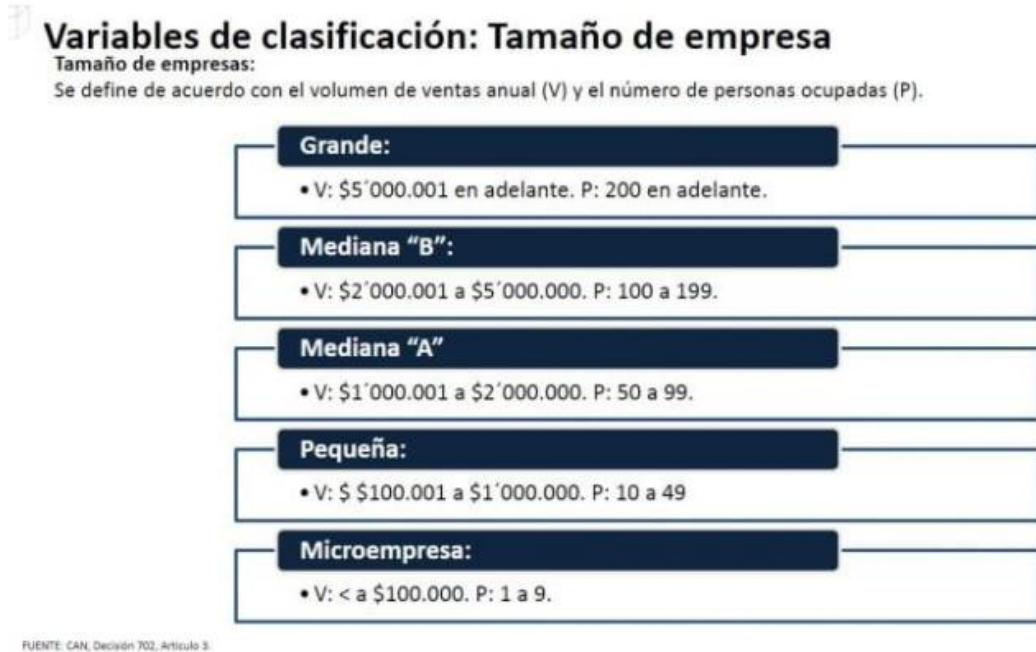 Variables de clasificación: Tamaño de empresa
Tamaño de empresas:
Se define de acuerdo con el volumen de ventas anual (V) y el número de personas ocupadas (P).
Grande:
• V: $5´000.001 en adelante. P: 200 en adelante.
Mediana “B”:
• V: $2´000.001 a $5´000.000. P: 100 a 199.
Mediana “A”
• V: $1´000.001 a $2´000.000. P: 50 a 99.
Pequeña:
• V: $ $100.001 a $1´000.000. P: 10 a 49
Microempresa:
• V: < a $100.000. P: 1 a 9.
FUENTE: CAN, Decisión 702, Artículo 3.